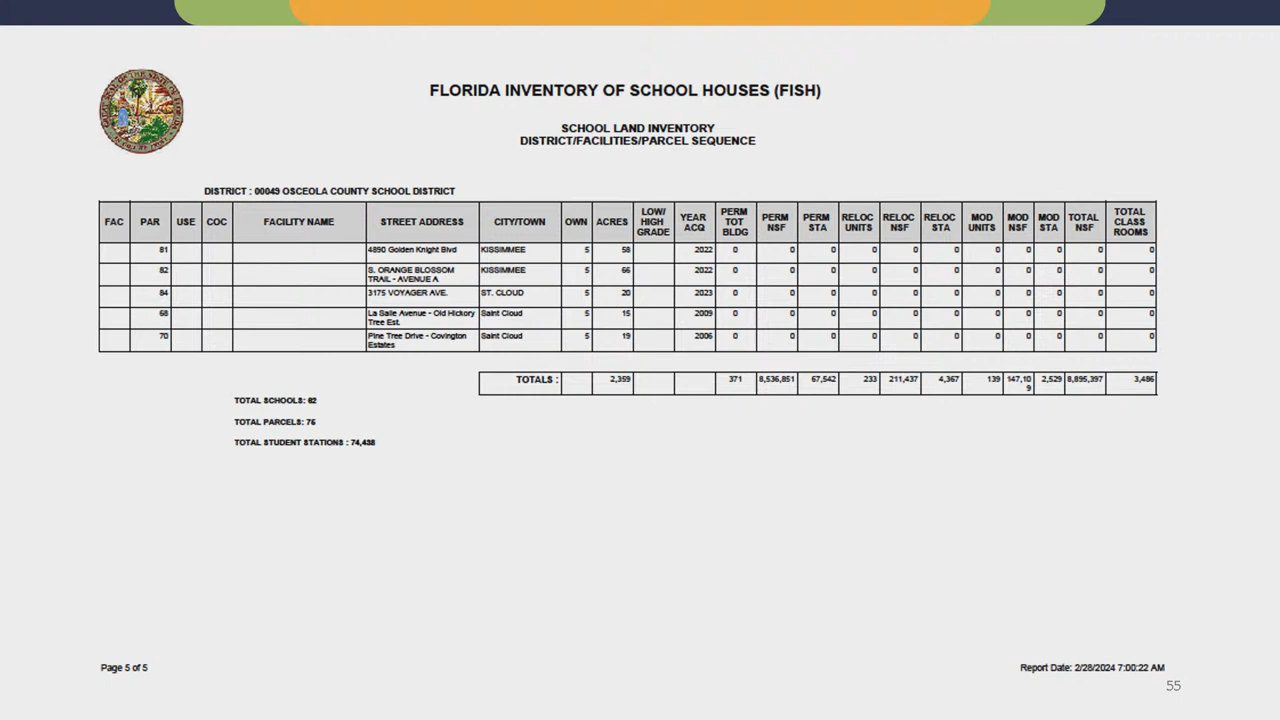 FLORIDA INVENTORY OF SCHOOL HOUSES (FISH)
SCHOOL LAND INVENTORY
DISTRICT/FACILITIES/PARCEL SEQUENCE
DISTRICT : 00049 OSCEOLA COUNTY SCHOOL DISTRICT
FAC PAR USE COC FACILITY NAME STREET ADDRESS CITY/TOWN OWN ACRES LOW/ HIGH GRADE YEAR ACQ PERM TOT BLDG PERM NSF PERM STA RELOC UNITS RELOC NSF RELOC STA MOD UNITS MOD NSF MOD STA TOTAL NSF TOTAL CLASS ROOMS
81 4890 Golden Knight Blvd KISSIMMEE 5 58 2022 0 0 0 0 0 0 0 0 0 0 0
82 S. ORANGE BLOSSOM TRAIL - AVENUE A KISSIMMEE 5 66 2022 0 0 0 0 0 0 0 0 0 0 0
84 3175 VOYAGER AVE. ST. CLOUD 5 20 2023 0 0 0 0 0 0 0 0 0 0 0
68 La Salle Avenue - Old Hickory Tree Est. Saint Cloud 5 15 2009 0 0 0 0 0 0 0 0 0 0 0
70 Pine Tree Drive - Covington Estates Saint Cloud 5 19 2006 0 0 0 0 0 0 0 0 0 0 0
TOTALS : 2,359 371 8,536,851 67,542 233 211,437 4,367 139 147,109 2,529 8,895,397 3,486
TOTAL SCHOOLS: 62
TOTAL PARCELS: 75
TOTAL STUDENT STATIONS : 74,438
Page 5 of 5
Report Date: 2/28/2024 7:00:22 AM
55